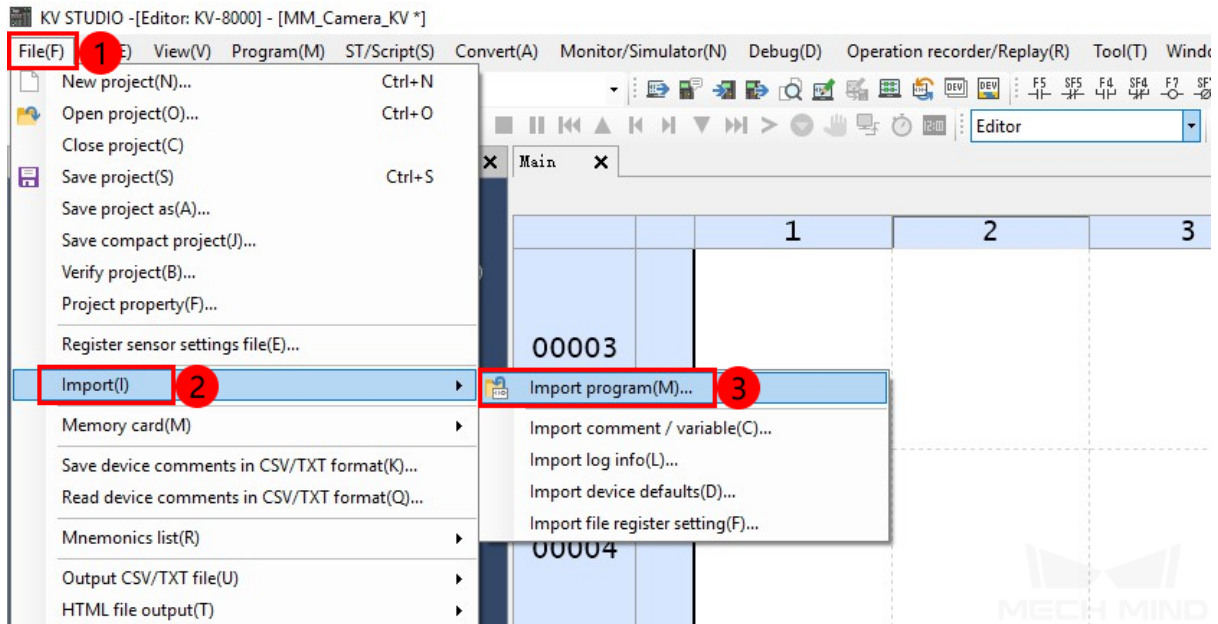 KV STUDIO -[Editor: KV-8000] - [MM_Camera_KV *]
File(F) 1 E) View(V) Program(M) ST/Script(S) Convert(A) Monitor/Simulator(N) Debug(D) Operation recorder/Replay(R) Tool(T) Windo
New project(N)... Ctrl+N
F5 SF5 F4 SF4 F7
DEV DEV
Open project(O)... Ctrl+O
Editor
Close project(C)
Main
Save project(S) Ctrl+S
Save project as(A)...
1 2 3
Save compact project(J)...
Verify project(B)...
Project property(F)...
Register sensor settings file(E)...
00003
Import(I) 2
Import program(M)... 3
Memory card(M)
Import comment / variable(C)...
Save device comments in CSV/TXT format(K)...
Import log info(L)...
Read device comments in CSV/TXT format(Q)...
Import device defaults(D)...
Mnemonics list(R)
Import file register setting(F)...
00004
Output CSV/TXT file(U)
HTML file output(T)
MECH MIND